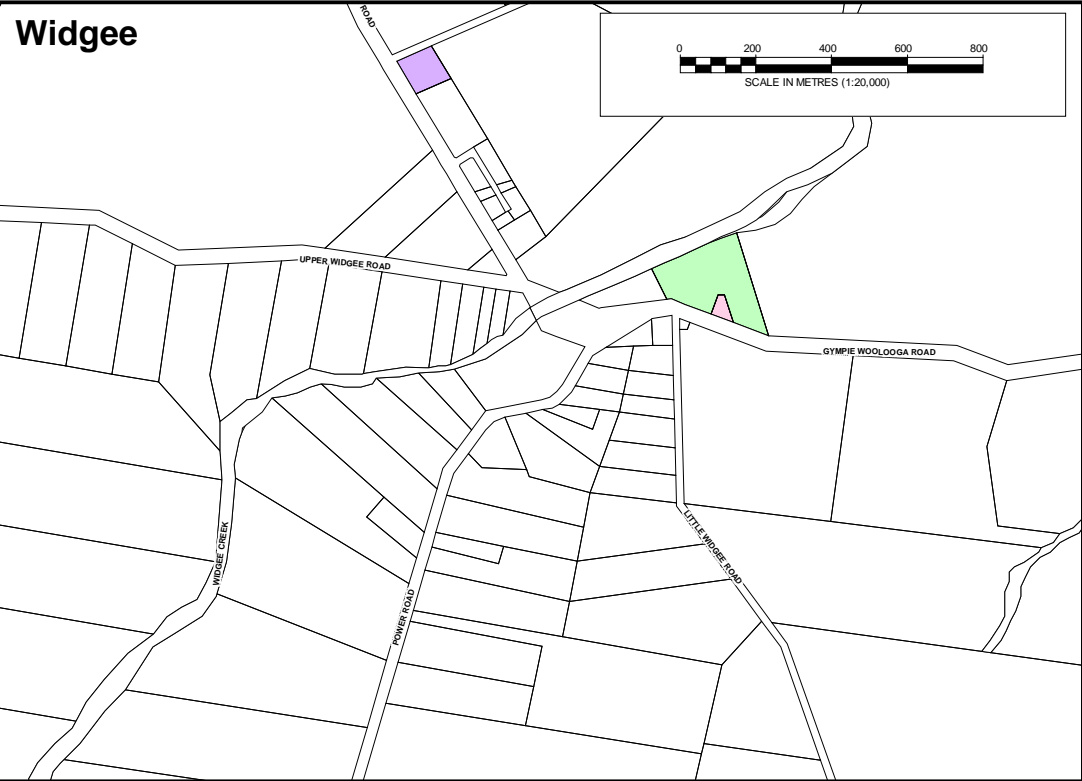 Widgee
ROAD
0 200 400 600 800
SCALE IN METRES (1:20,000)
UPPER WIDGEE ROAD
GYMPIE WOOLOOGA ROAD
WIDGEE CREEK
LITTLE WIDGEE ROAD
POWER ROAD